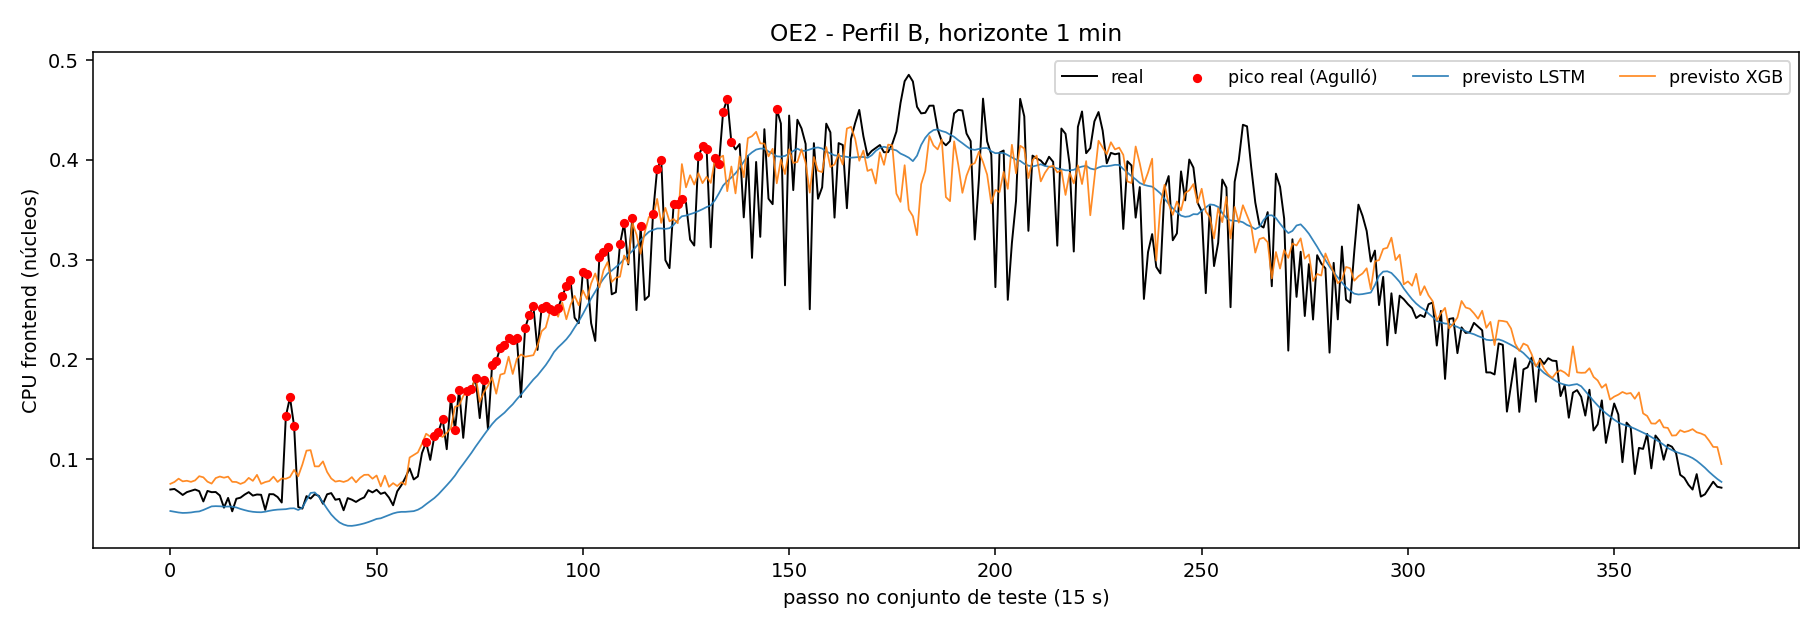 OE2 - Perfil B, horizonte 1 min
real
pico real (Agulló)
previsto LSTM
previsto XGB
CPU frontend (núcleos)
0.5
0.4
0.3
0.2
0.1
0 50 100 150 200 250 300 350
passo no conjunto de teste (15 s)